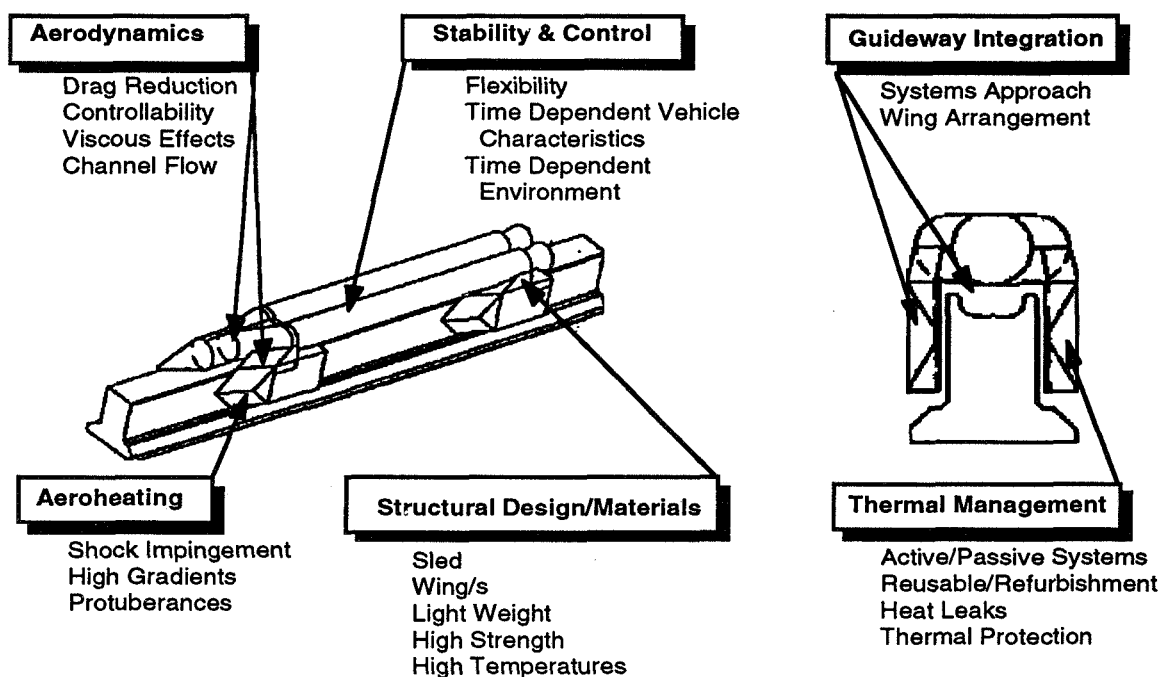 Aerodynamics
Drag Reduction
Controllability
Viscous Effects
Channel Flow
Stability & Control
Flexibility
Time Dependent Vehicle
Characteristics
Time Dependent
Environment
Guideway Integration
Systems Approach
Wing Arrangement
Aeroheating
Shock Impingement
High Gradients
Protuberances
Structural Design/Materials
Sled
Wing/s
Light Weight
High Strength
High Temperatures
Thermal Management
Active/Passive Systems
Reusable/Refurbishment
Heat Leaks
Thermal Protection